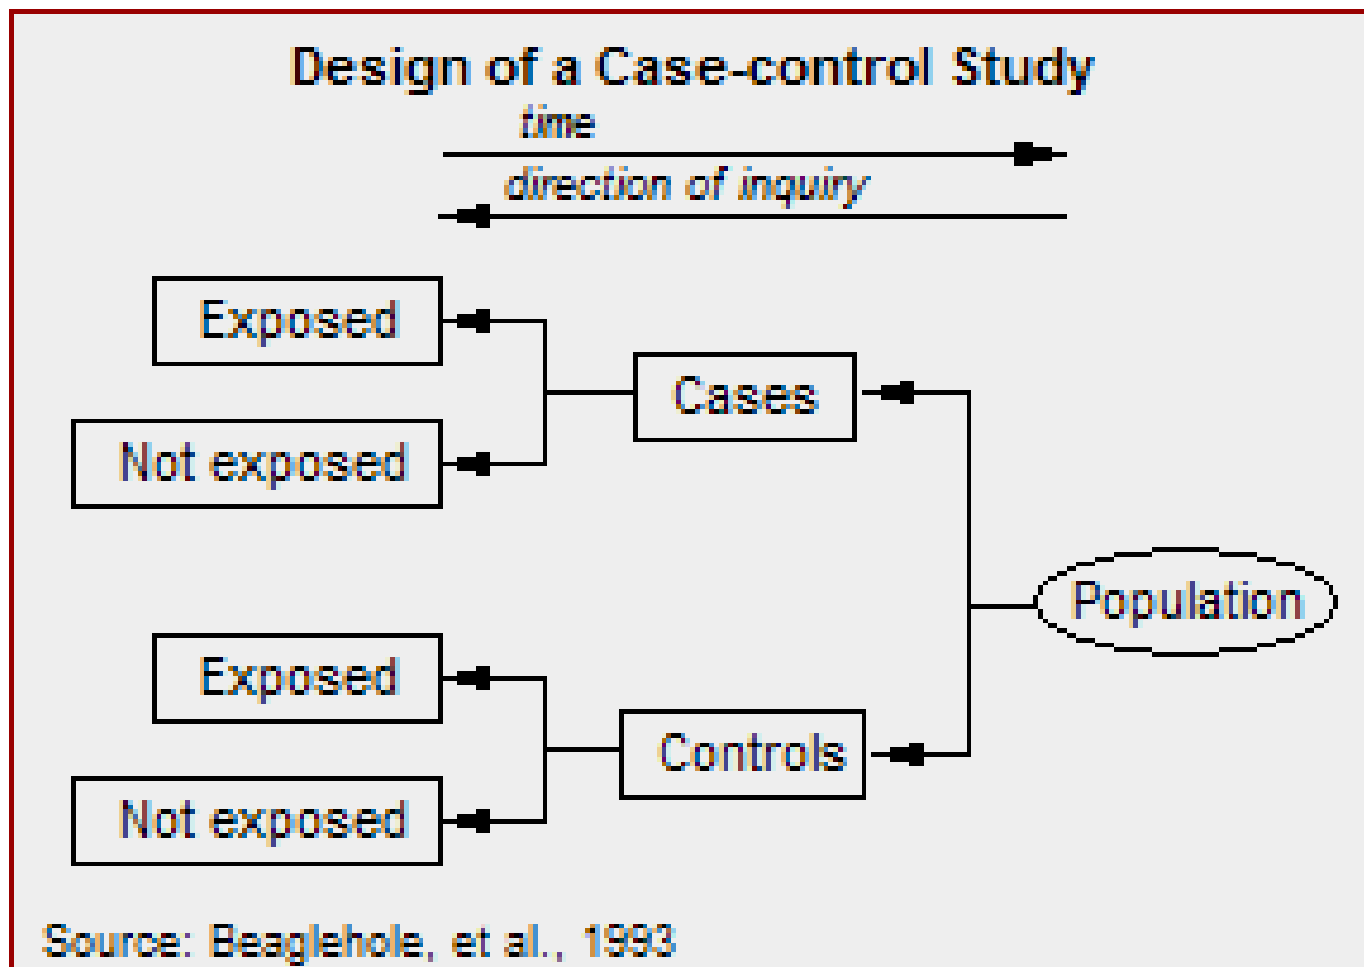 Design of a Case-control Study
time
direction of inquiry
Exposed
Cases
Not exposed
Population
Exposed
Controls
Not exposed
Source: Beaglehole, et al., 1993